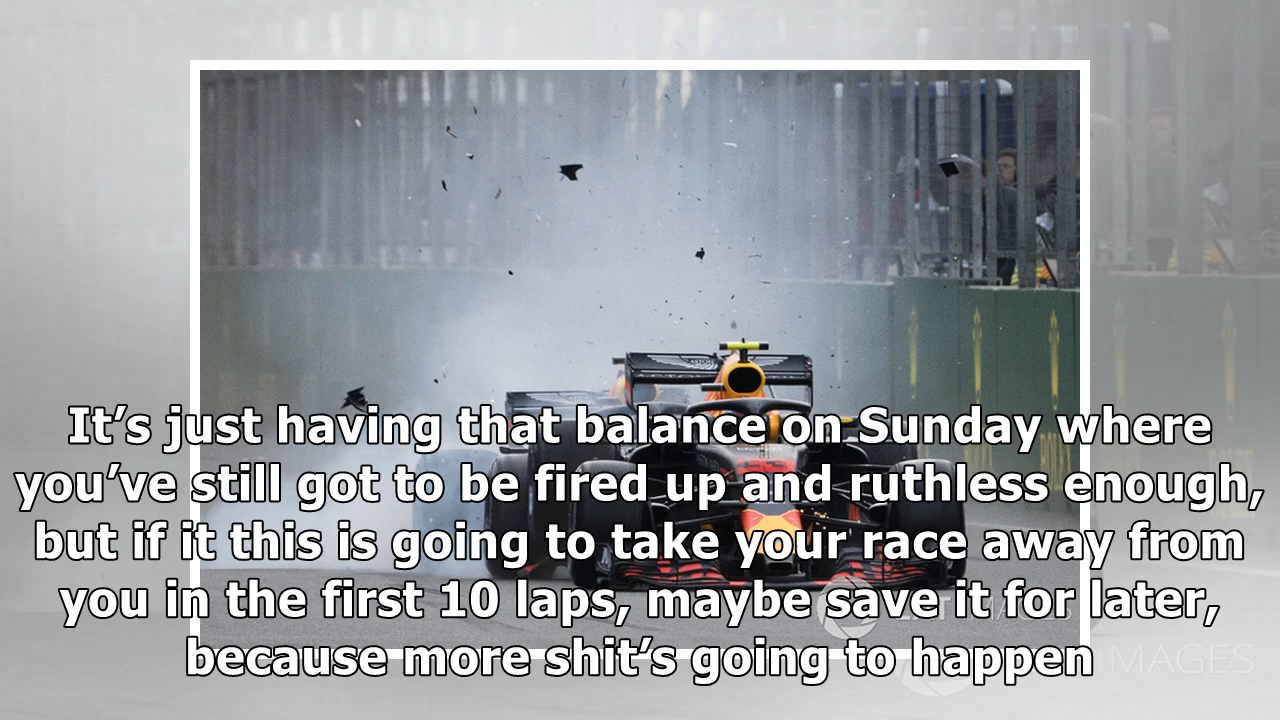 It’s just having that balance on Sunday where
you’ve still got to be fired up and ruthless enough,
but if it this is going to take your race away from
you in the first 10 laps, maybe save it for later,
because more shit’s going to happen
IMAGES